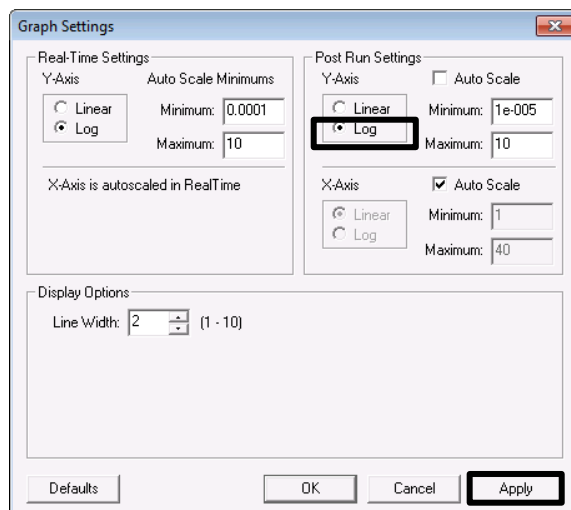 Graph Settings
Real-Time Settings
Y-Axis Auto Scale Minimums
Linear Minimum: 0.0001
Log
Maximum: 10
X-Axis is autoscaled in RealTime
Post Run Settings
Y-Axis Auto Scale
Linear Minimum: 1e-005
Log
Maximum: 10
X-Axis Auto Scale
Linear Minimum: 1
Log
Maximum: 40
Display Options
Line Width: 2 (1 - 10)
Defaults OK Cancel Apply